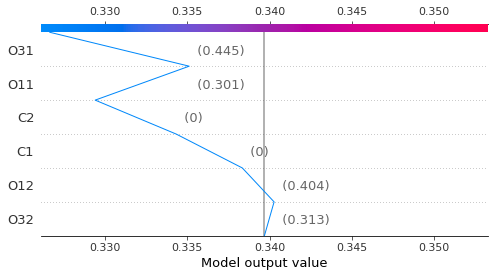 0.330 0.335 0.340 0.345 0.350
O31 (0.445)
O11 (0.301)
C2 (0)
C1 (0)
O12 (0.404)
O32 (0.313)
0.330 0.335 0.340 0.345 0.350
Model output value